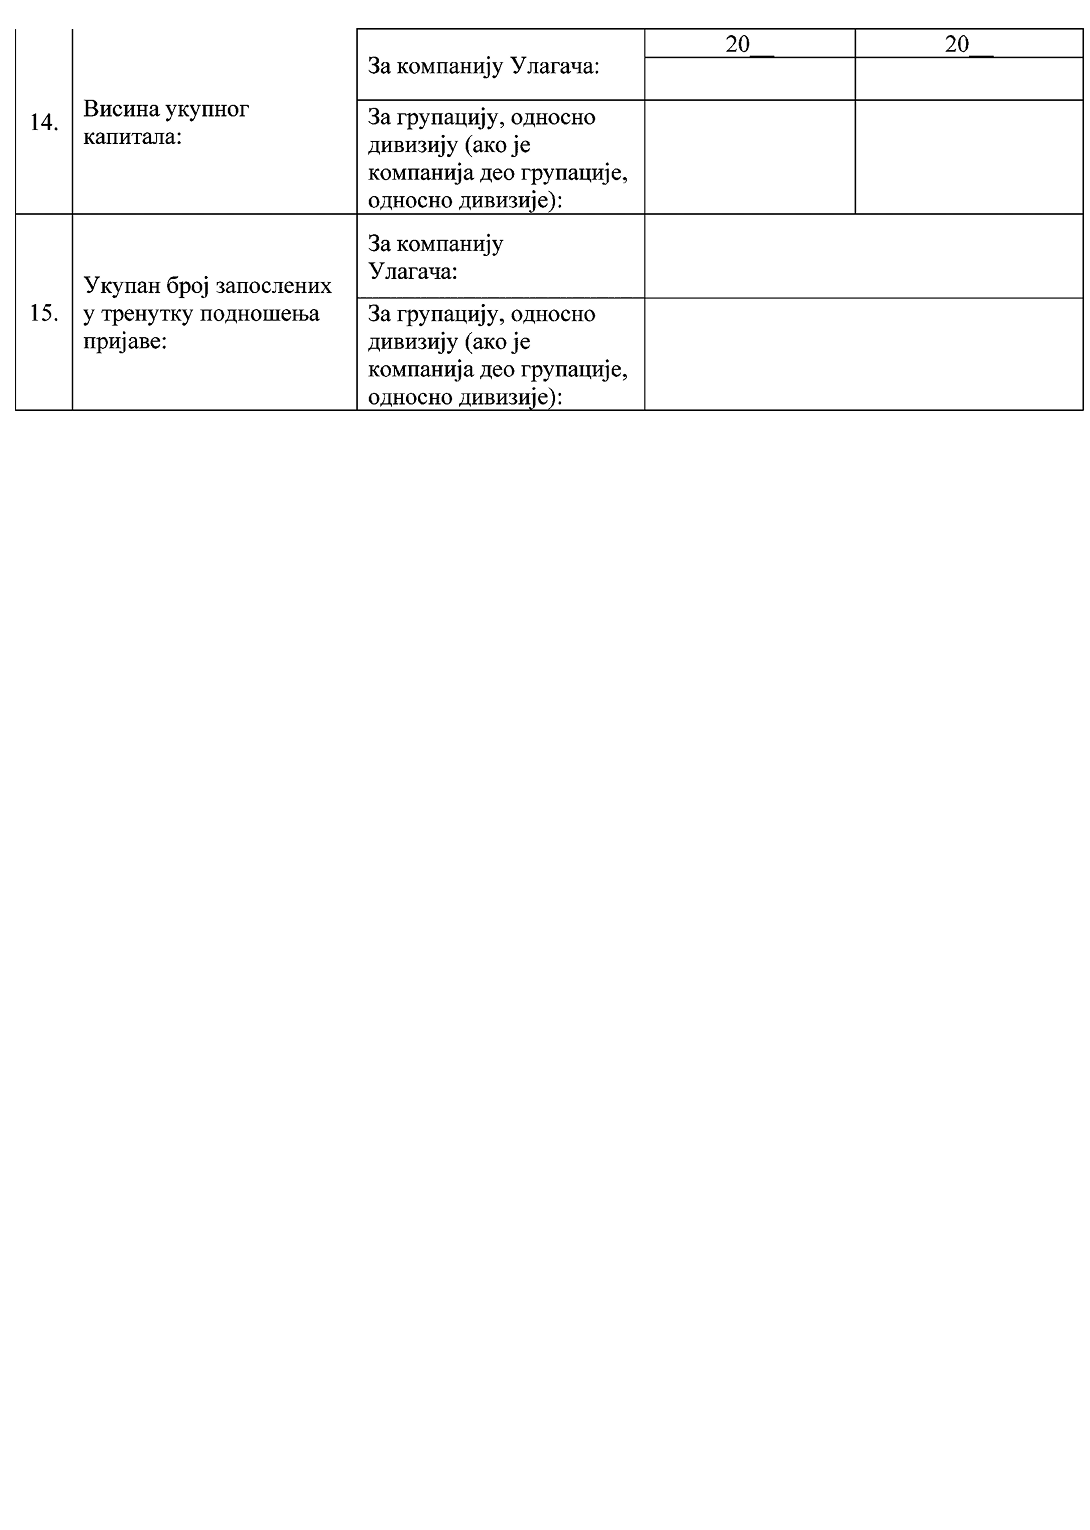 20__ 20__
За компанију Улагача:
14.
Висина укупног
капитала:
За групацију, односно
дивизију (ако је
компанија део групације,
односно дивизије):
За компанију
Улагача:
15.
Укупан број запослених
у тренутку подношења
пријаве:
За групацију, односно
дивизију (ако је
компанија део групације,
односно дивизије):